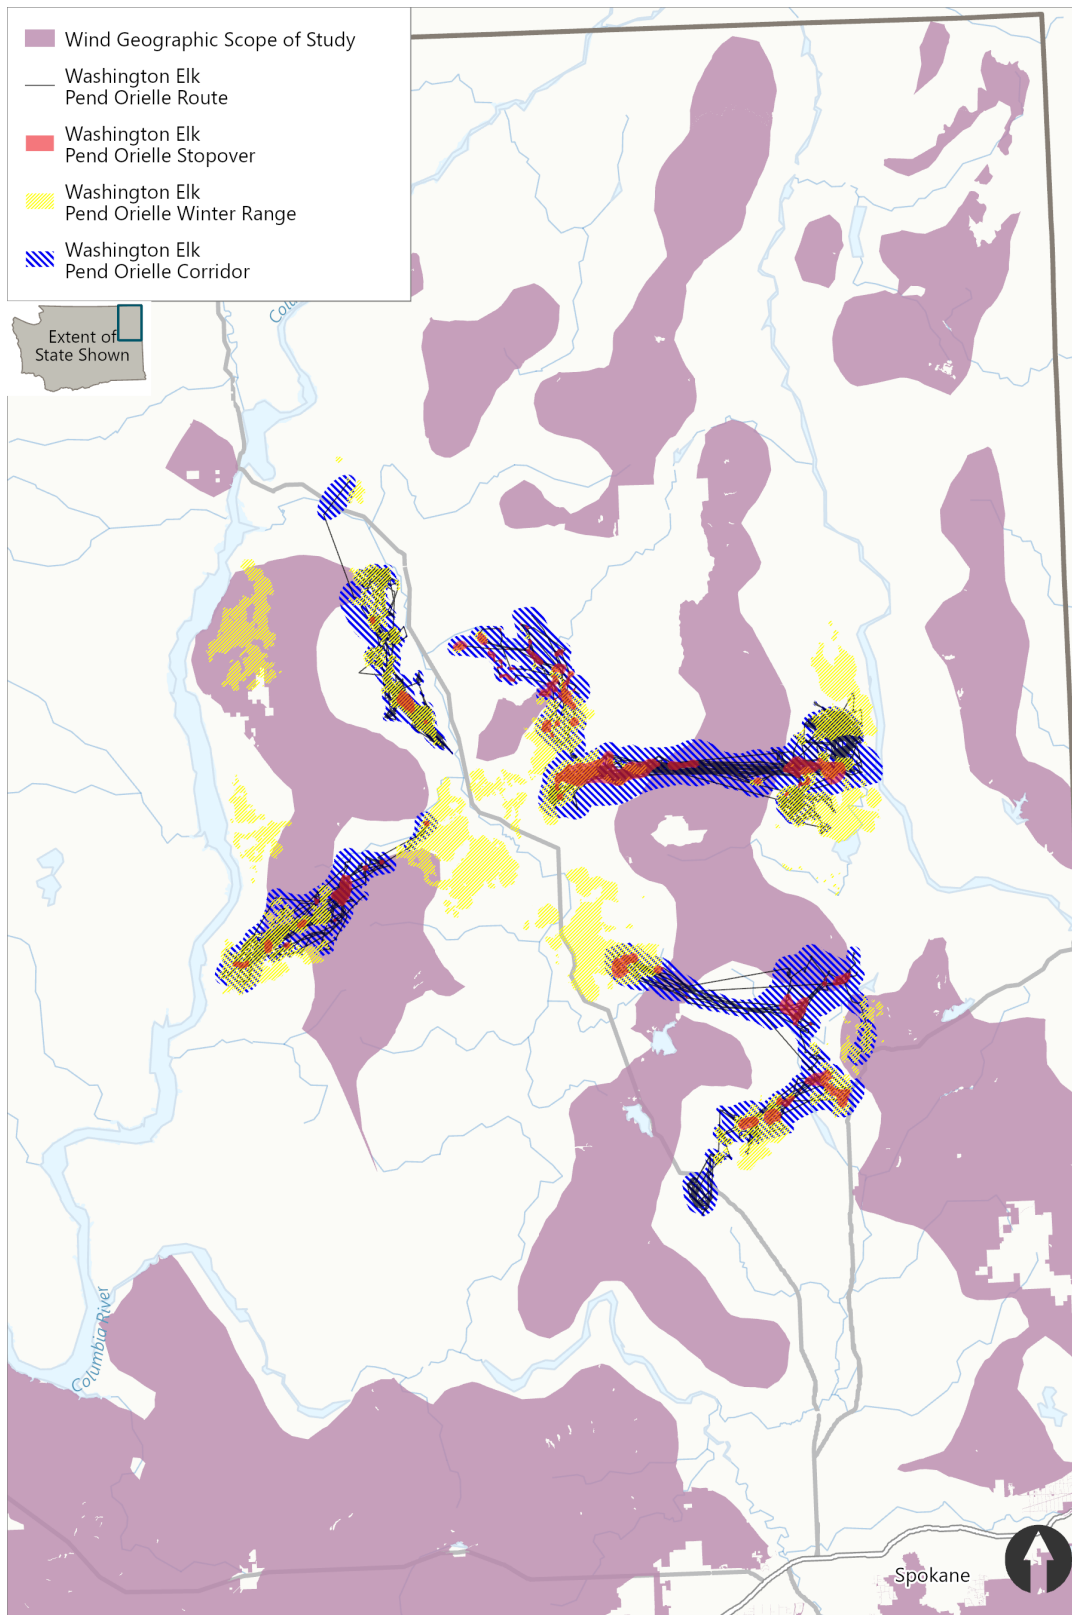 Wind Geographic Scope of Study
Washington Elk
Pend Orielle Route
Washington Elk
Pend Orielle Stopover
Washington Elk
Pend Orielle Winter Range
Washington Elk
Pend Orielle Corridor
Colu
Extent of
State Shown
Columbia River
Spokane